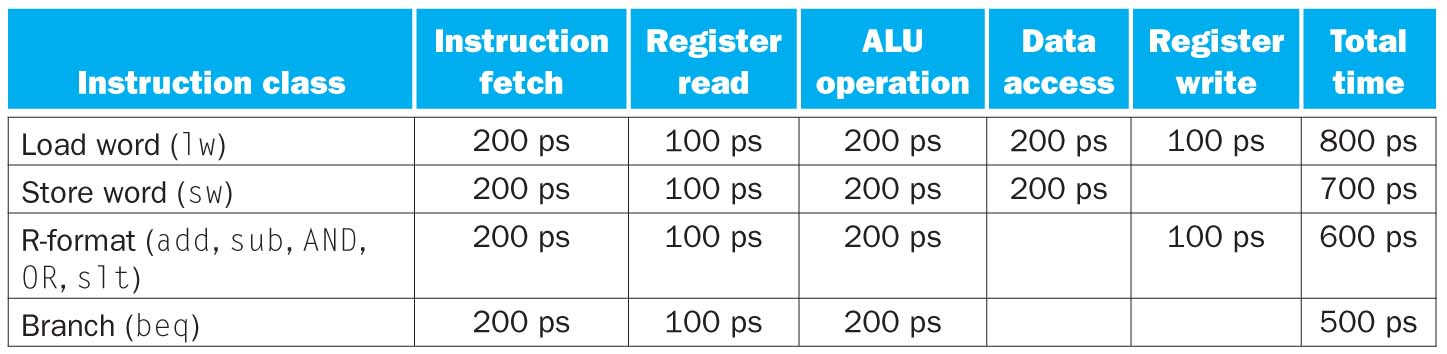 Instruction class Instruction fetch Register read ALU operation Data access Register write Total time
Load word (lw) 200 ps 100 ps 200 ps 200 ps 100 ps 800 ps
Store word (sw) 200 ps 100 ps 200 ps 200 ps 700 ps
R-format (add, sub, AND, 200 ps 100 ps 200 ps 100 ps 600 ps
OR, slt)
Branch (beq) 200 ps 100 ps 200 ps 500 ps